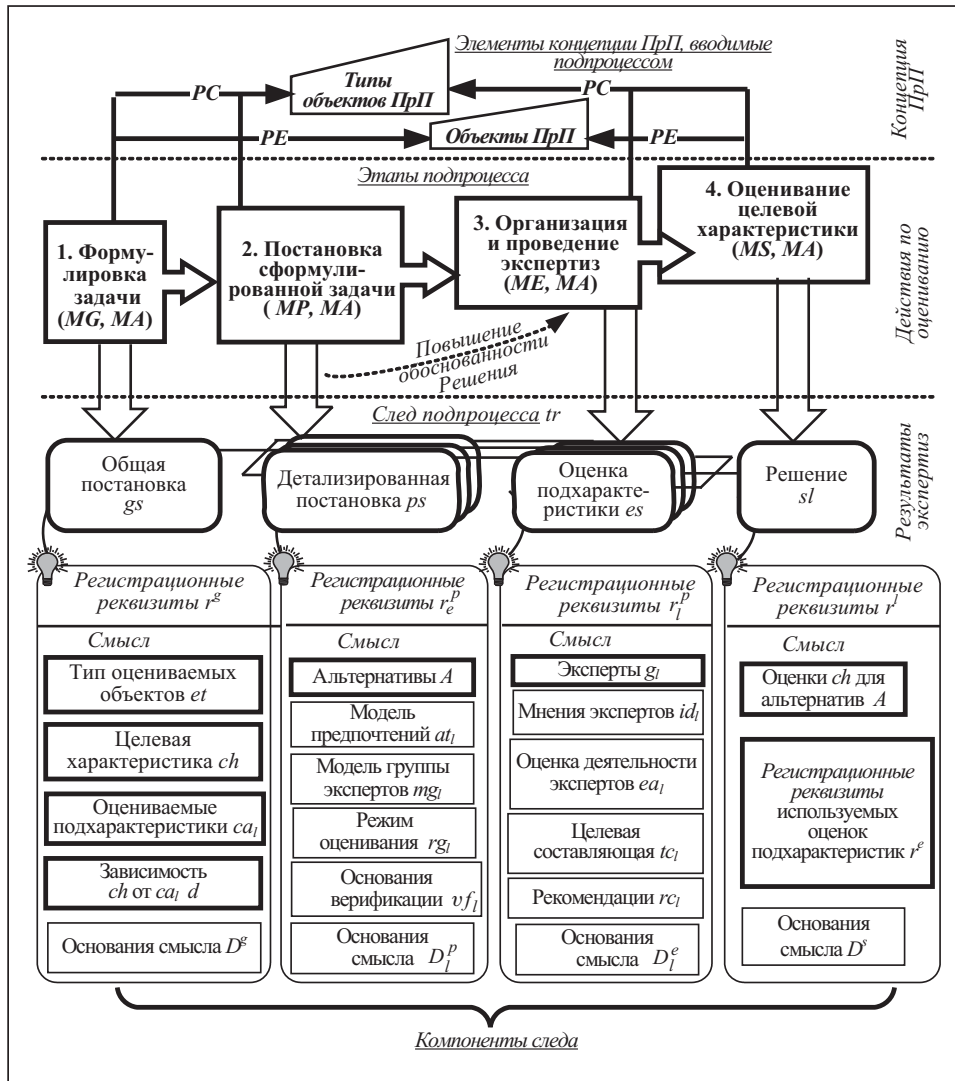 Элементы концепции ПрП, вводимые
подпроцессом
Концепция
ПрП
PC
Типы
объектов ПрП
PC
PE
Объекты ПрП
PE
Этапы подпроцесса
Действия по
оцениванию
1. Форму-
лировка
задачи
(MG, MA)
2. Постановка
сформули-
рованной задачи
( MP, MA)
3. Организация
и проведение
экспертиз
(ME, MA)
4. Оценивание
целевой
характеристики
(MS, MA)
Повышение
обоснованности
Решения
След подпроцесса tr
Результаты
экспертиз
Общая
постановка
gs
Детализированная
постановка ps
Оценка
подхаракте-
ристики es
Решение
sl
Регистрационные
реквизиты r^g
Смысл
Тип оцениваемых
объектов et
Целевая
характеристика ch
Оцениваемые
подхарактеристики ca_l
Зависимость
ch от ca_l d
Основания смысла D^g
Регистрационные
реквизиты r_e^p
Смысл
Альтернативы A
Модель
предпочтений at_l
Модель группы
экспертов mg_l
Режим
оценивания rg_l
Основания
верификации vf_l
Основания
смысла D_l^p
Регистрационные
реквизиты r_l^p
Смысл
Эксперты g_l
Мнения экспертов id_l
Оценка деятельности
экспертов ea_l
Целевая
составляющая tc_l
Рекомендации rc_l
Основания
смысла D_l^e
Регистрационные
реквизиты r^l
Смысл
Оценки ch для
альтернатив A
Регистрационные
реквизиты
используемых
оценок
подхарактеристик r^e
Основания
смысла D^s
Компоненты следа